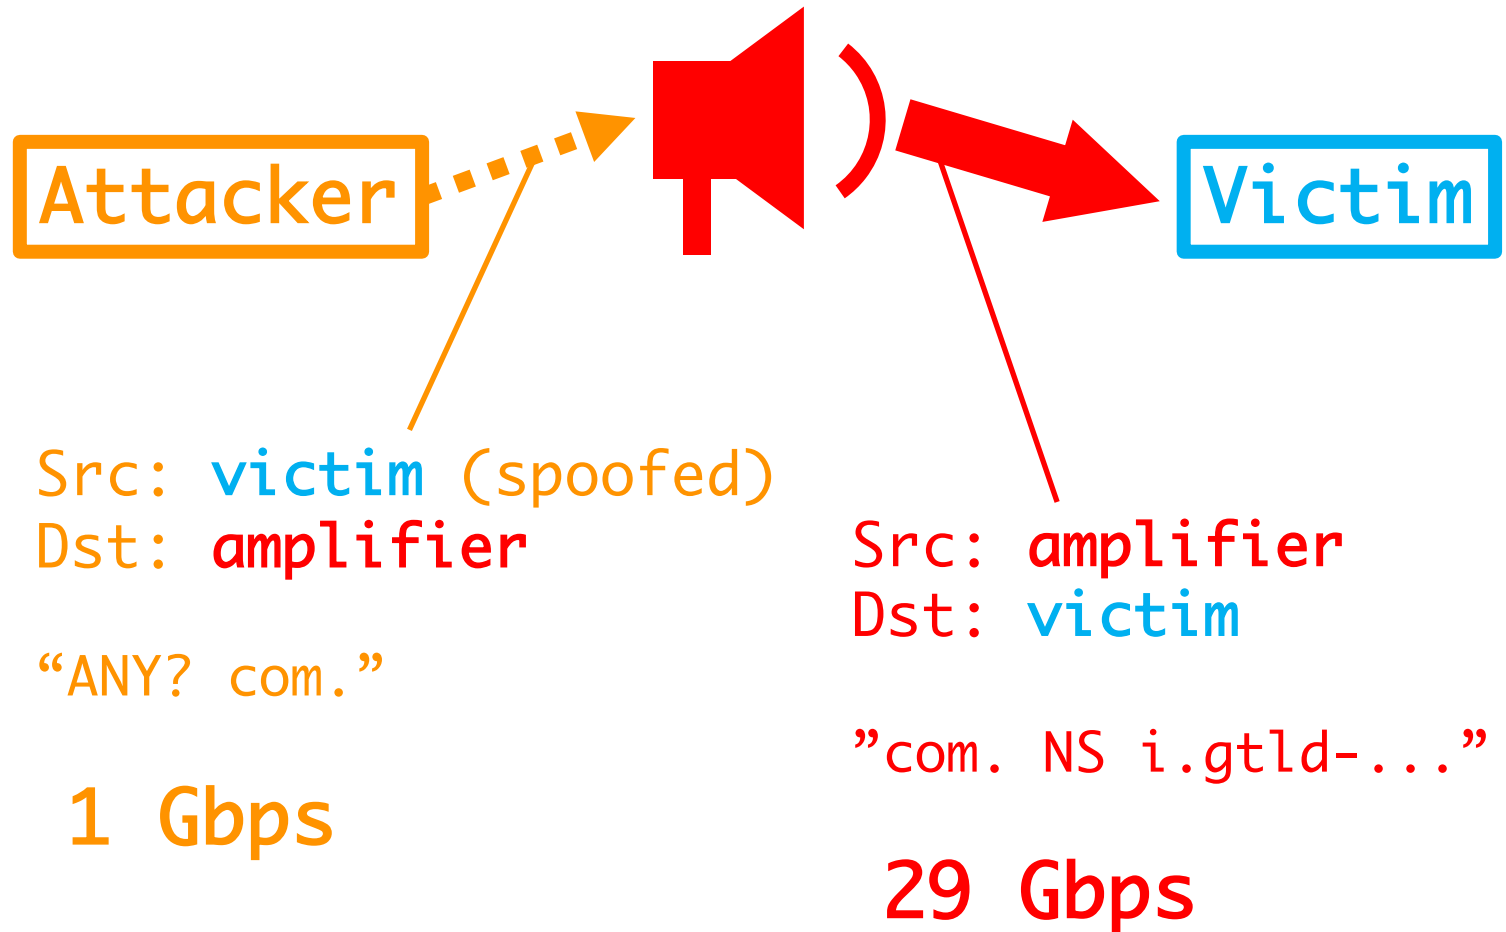 Attacker
Victim
Src: victim (spoofed)
Dst: amplifier
“ANY? com.”
1 Gbps
Src: amplifier
Dst: victim
”com. NS i.gtld-...”
29 Gbps